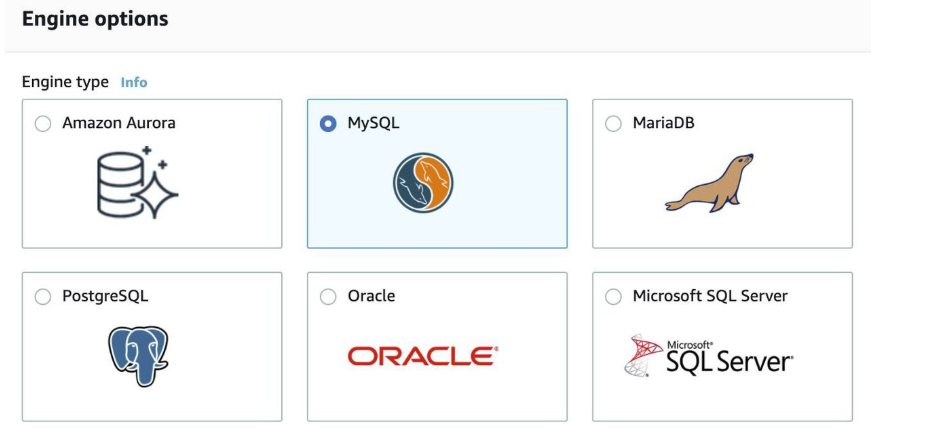 Engine options
Engine type Info
Amazon Aurora
MySQL
MariaDB
PostgreSQL
Oracle
Microsoft SQL Server
ORACLE®
Microsoft®
SQL Server®